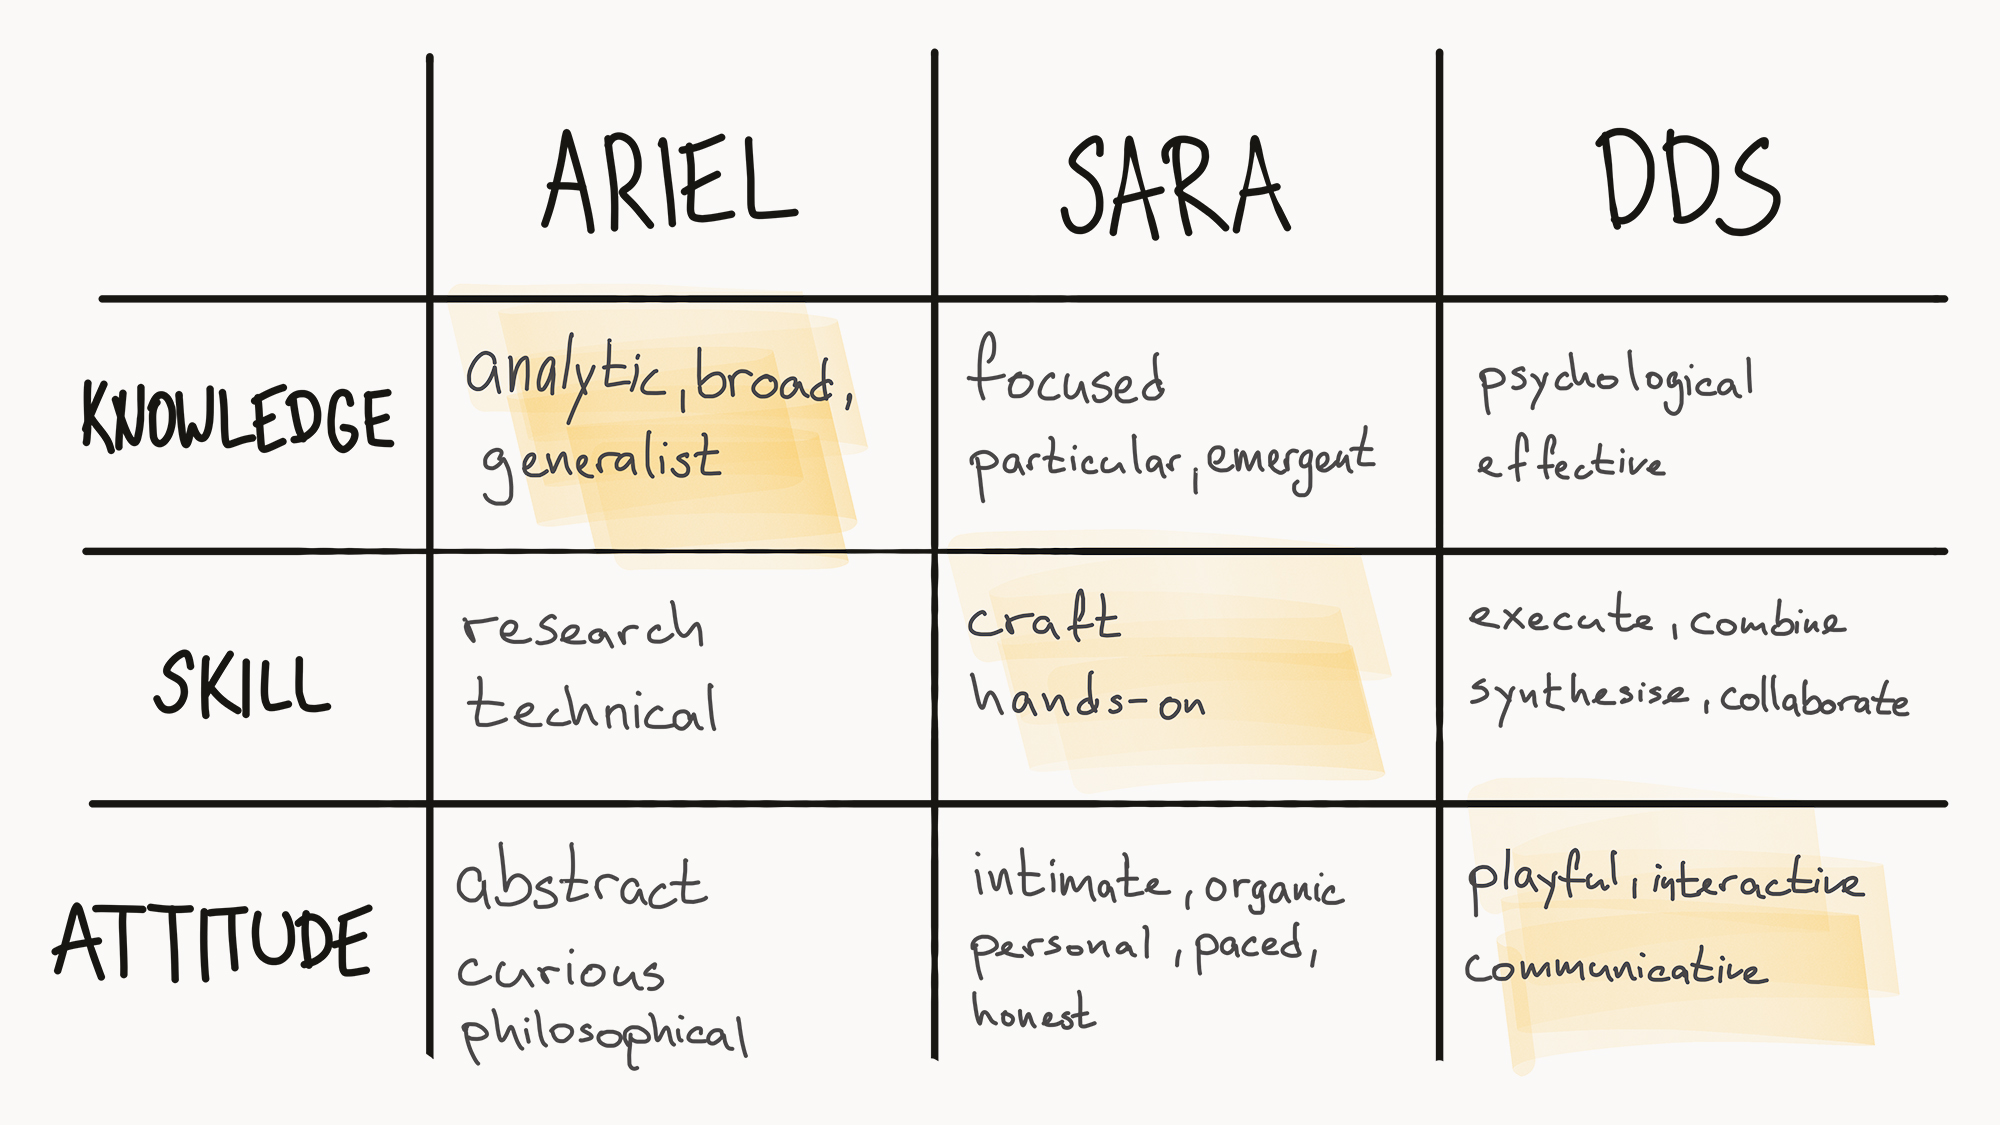 ARIEL SARA DDS
KNOWLEDGE
analytic, broad,
generalist
focused
particular, emergent
psychological
effective
SKILL
research
technical
craft
hands-on
execute, combine
synthesise, collaborate
ATTITUDE
abstract
curious
philosophical
intimate, organic
personal, paced,
honest
playful, interactive
communicative